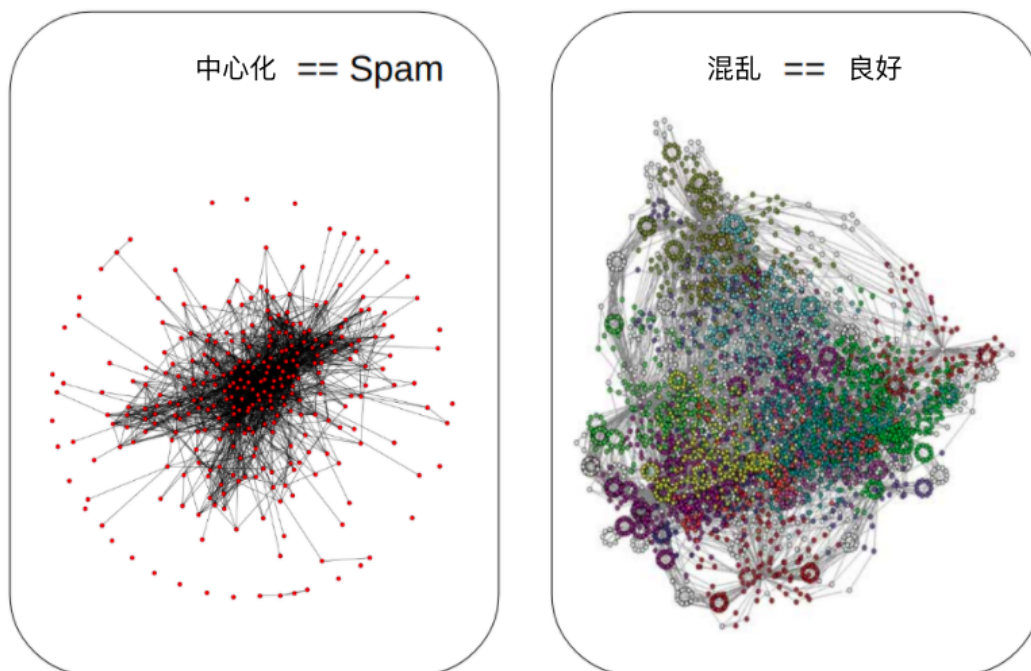 中心化 == Spam
混乱 == 良好